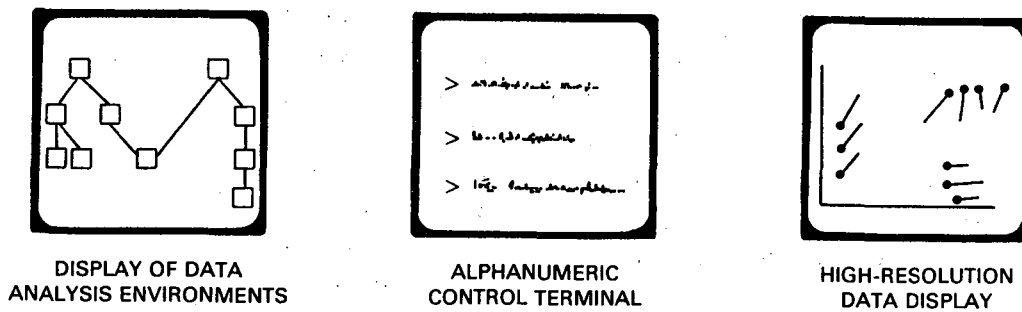 >
>
>
DISPLAY OF DATA
ANALYSIS ENVIRONMENTS
ALPHANUMERIC
CONTROL TERMINAL
HIGH-RESOLUTION
DATA DISPLAY